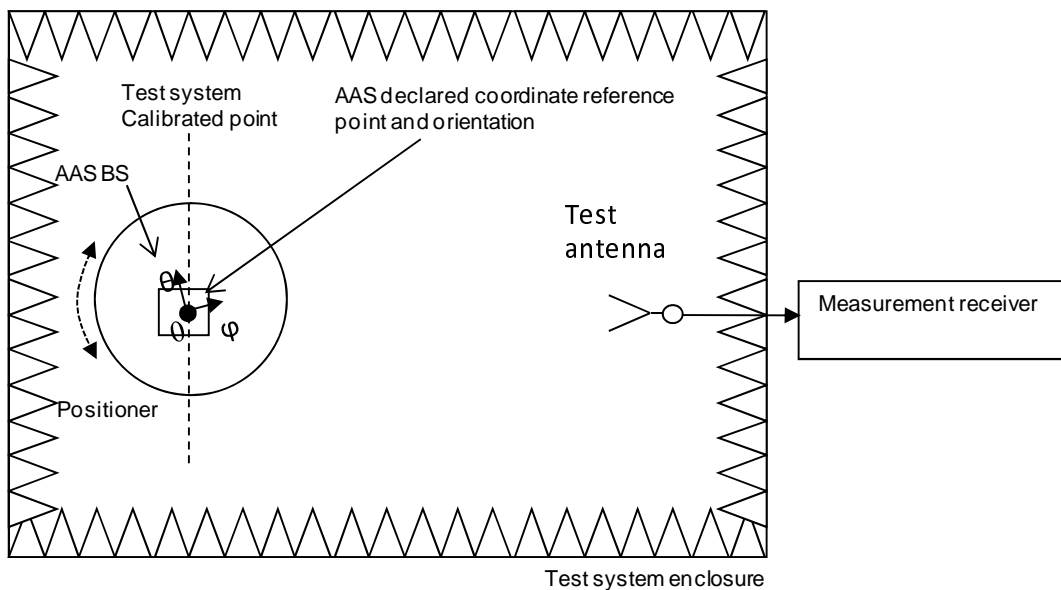 Test system
Calibrated point
AAS declared coordinate reference
point and orientation
AAS BS
Test
antenna
θ
0
φ
Measurement receiver
Positioner
Test system enclosure